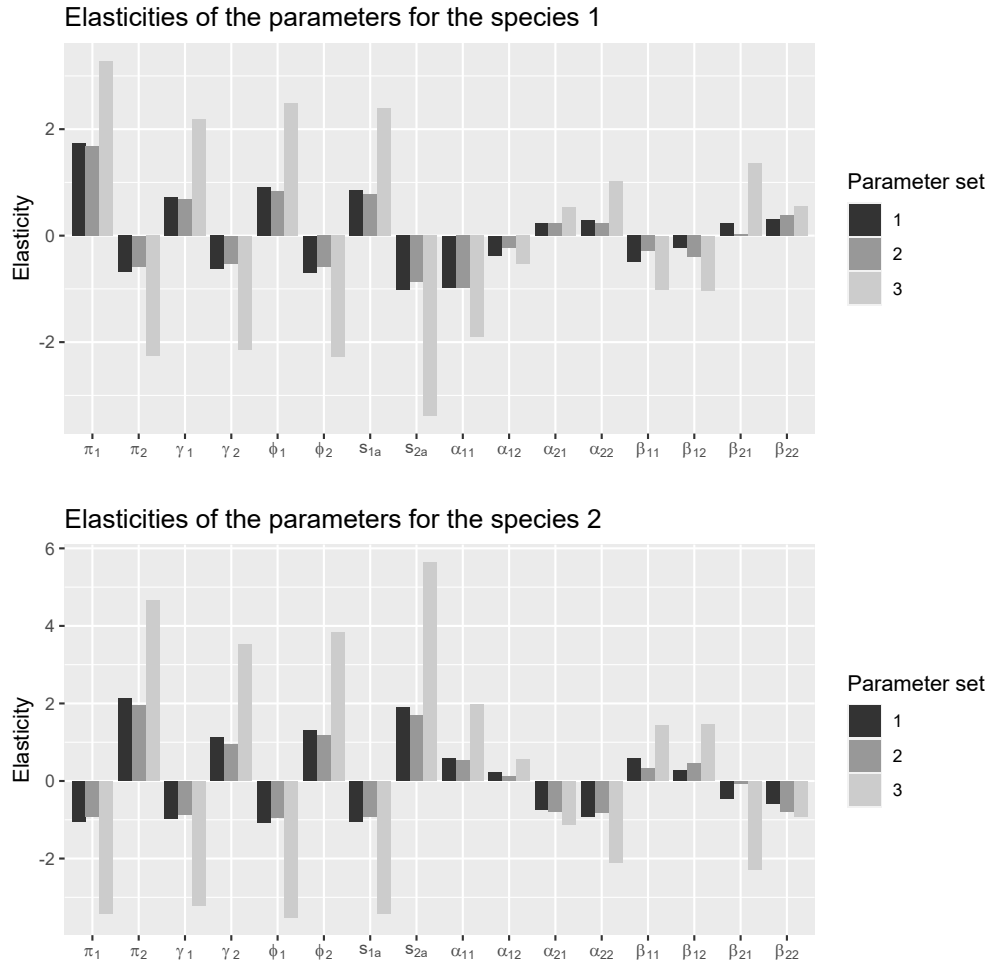 Elasticities of the parameters for the species 1
Elasticity
2
0
-2
π1 π2 γ1 γ2 ϕ1 ϕ2 s1a s2a α11 α12 α21 α22 β11 β12 β21 β22
Parameter set
1
2
3
Elasticities of the parameters for the species 2
Elasticity
6
4
2
0
-2
π1 π2 γ1 γ2 ϕ1 ϕ2 s1a s2a α11 α12 α21 α22 β11 β12 β21 β22
Parameter set
1
2
3